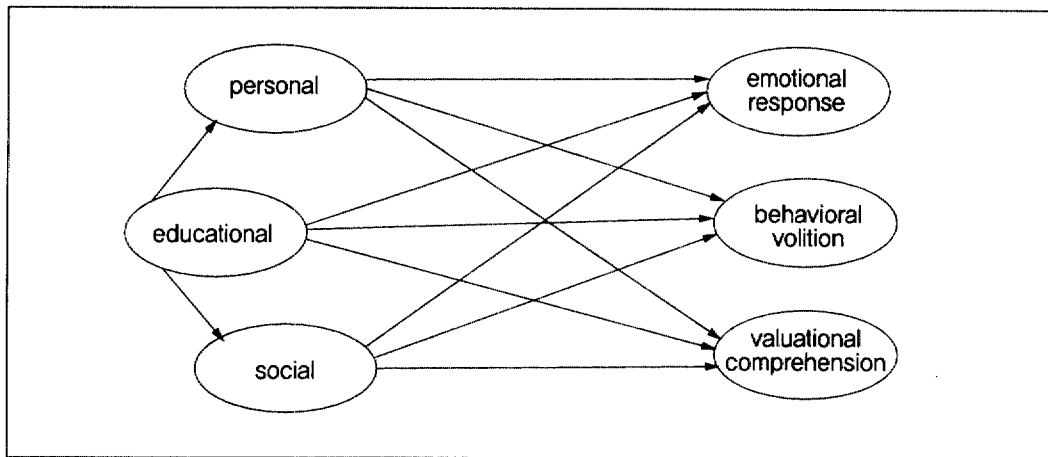 personal
emotional
response
educational
behavioral
volition
social
valuational
comprehension